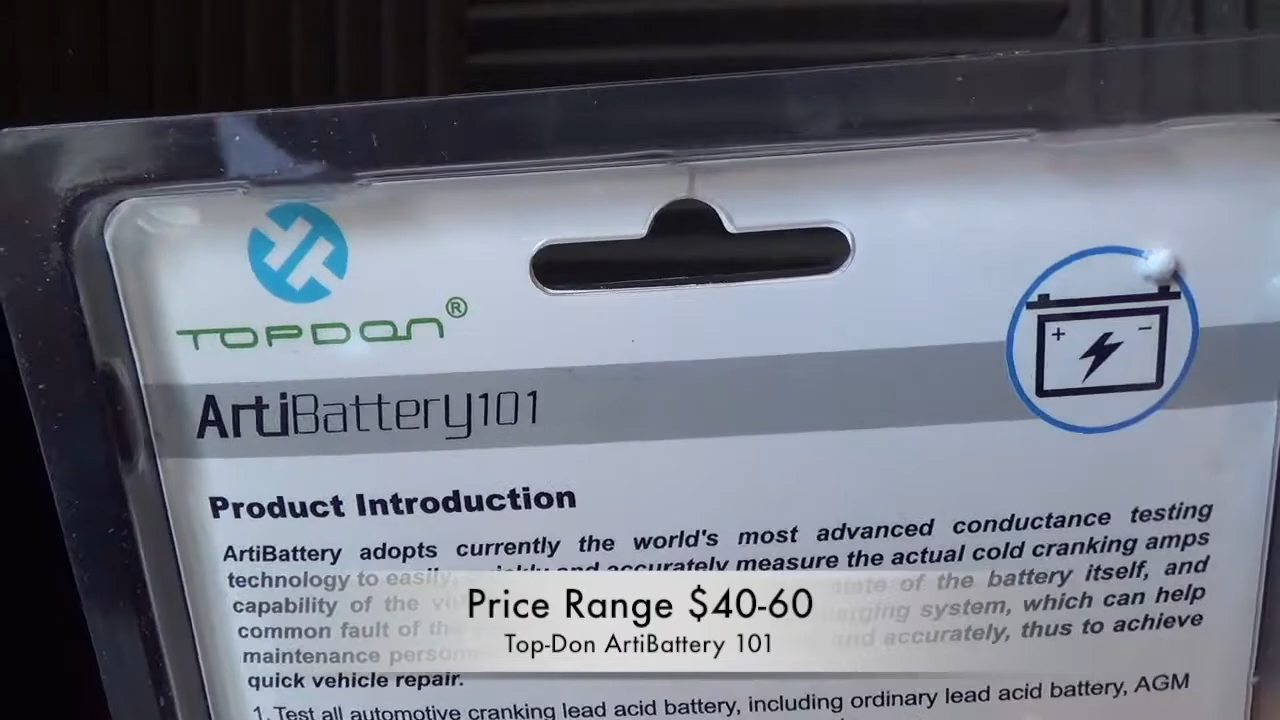 TOPDON®
ArtiBattery101
+ −
Product Introduction
ArtiBattery adopts currently the world's most advanced conductance testing
technology to easily, quickly and accurately measure the actual cold cranking amps
capability of the state of the battery itself, and
common fault of the charging system, which can help
maintenance personnel and accurately, thus to achieve
quick vehicle repair.
1. Test all automotive cranking lead acid battery, including ordinary lead acid battery, AGM
Price Range $40-60
Top-Don ArtiBattery 101